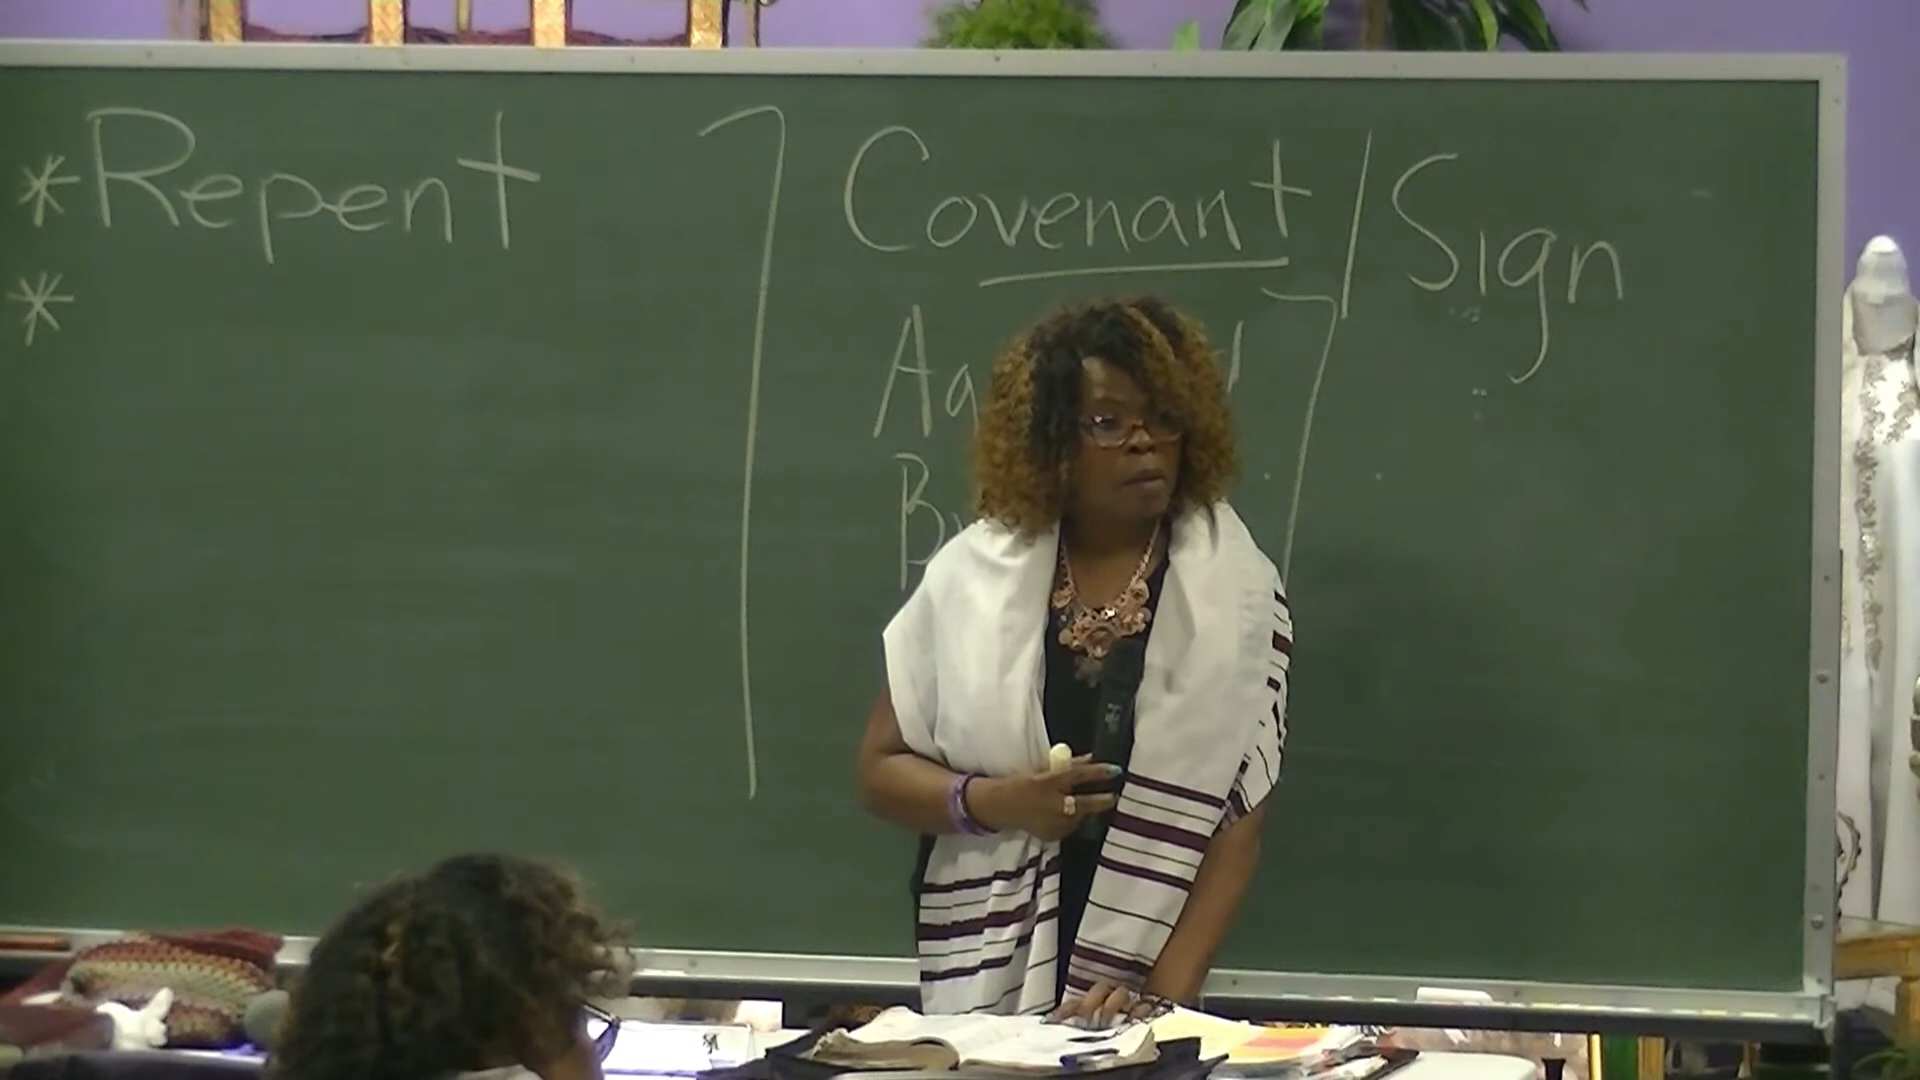 * Repent
*
Covenant / Sign